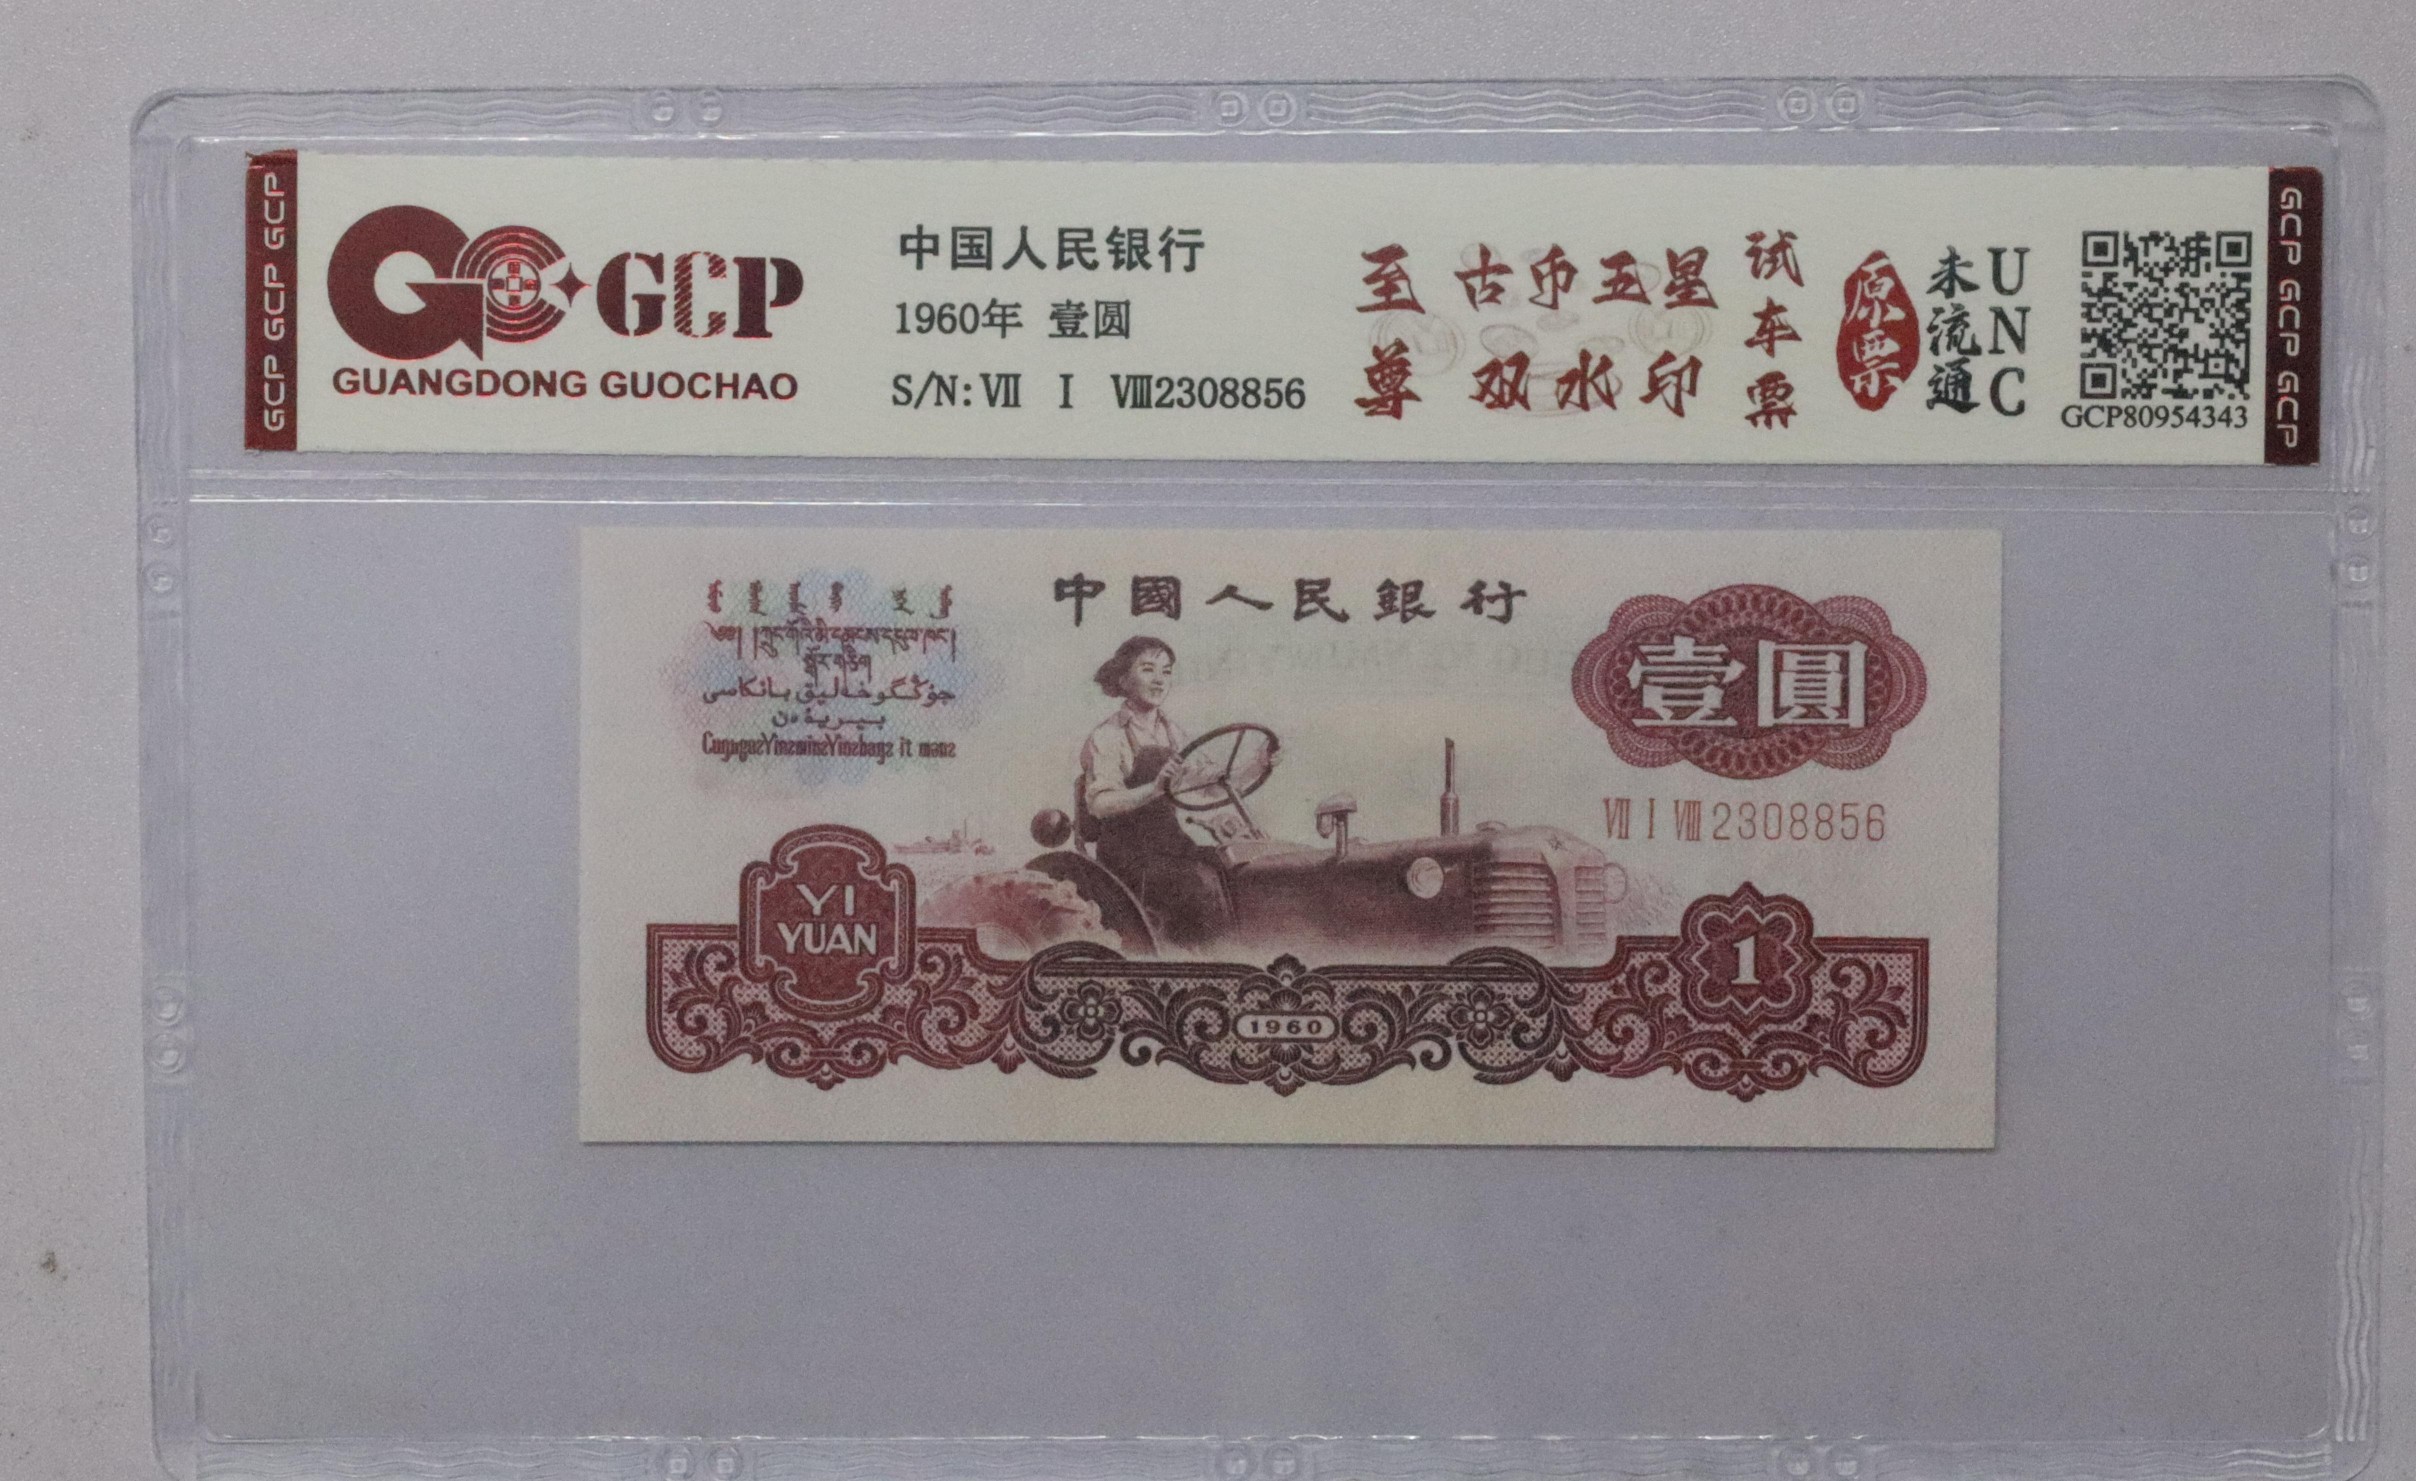 GCP GCP GCP
GCP
GUANGDONG GUOCHAO
中国人民银行
1960年 壹圆
S/N: Ⅶ Ⅰ Ⅷ2308856
至尊
古币五星
双水印
试车票
原票
未流通
UNC
GCP80954343
GCP GCP GCP
中國人民銀行
壹圓
Ⅶ Ⅰ Ⅷ 2308856
YI
YUAN
1960
1